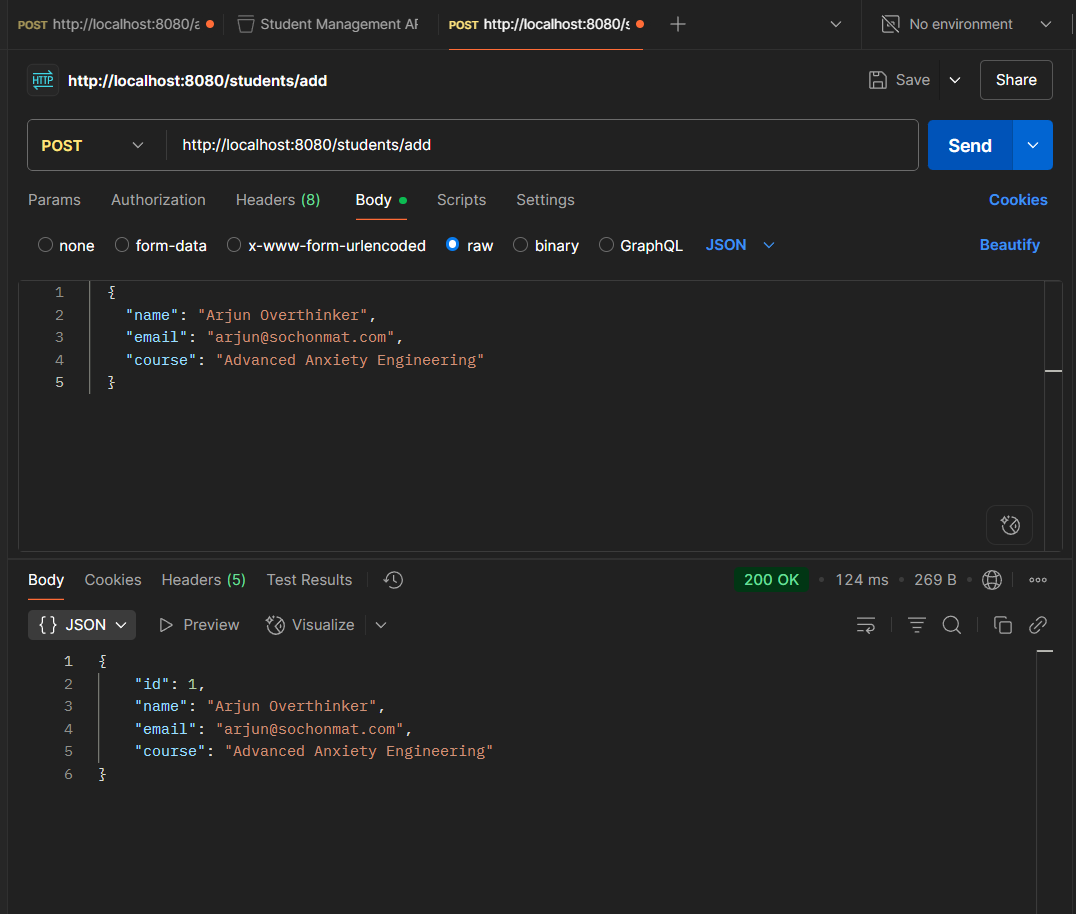 POST http://localhost:8080/a
Student Management AP
POST http://localhost:8080/s
No environment
HTTP http://localhost:8080/students/add
Save
Share
POST
http://localhost:8080/students/add
Send
Params Authorization Headers (8) Body Scripts Settings Cookies
none form-data x-www-form-urlencoded raw binary GraphQL JSON Beautify
1 {
2 "name": "Arjun Overthinker",
3 "email": "arjun@sochonmat.com",
4 "course": "Advanced Anxiety Engineering"
5 }
Body Cookies Headers (5) Test Results 200 OK • 124 ms • 269 B •
{} JSON Preview Visualize
1 {
2 "id": 1,
3 "name": "Arjun Overthinker",
4 "email": "arjun@sochonmat.com",
5 "course": "Advanced Anxiety Engineering"
6 }